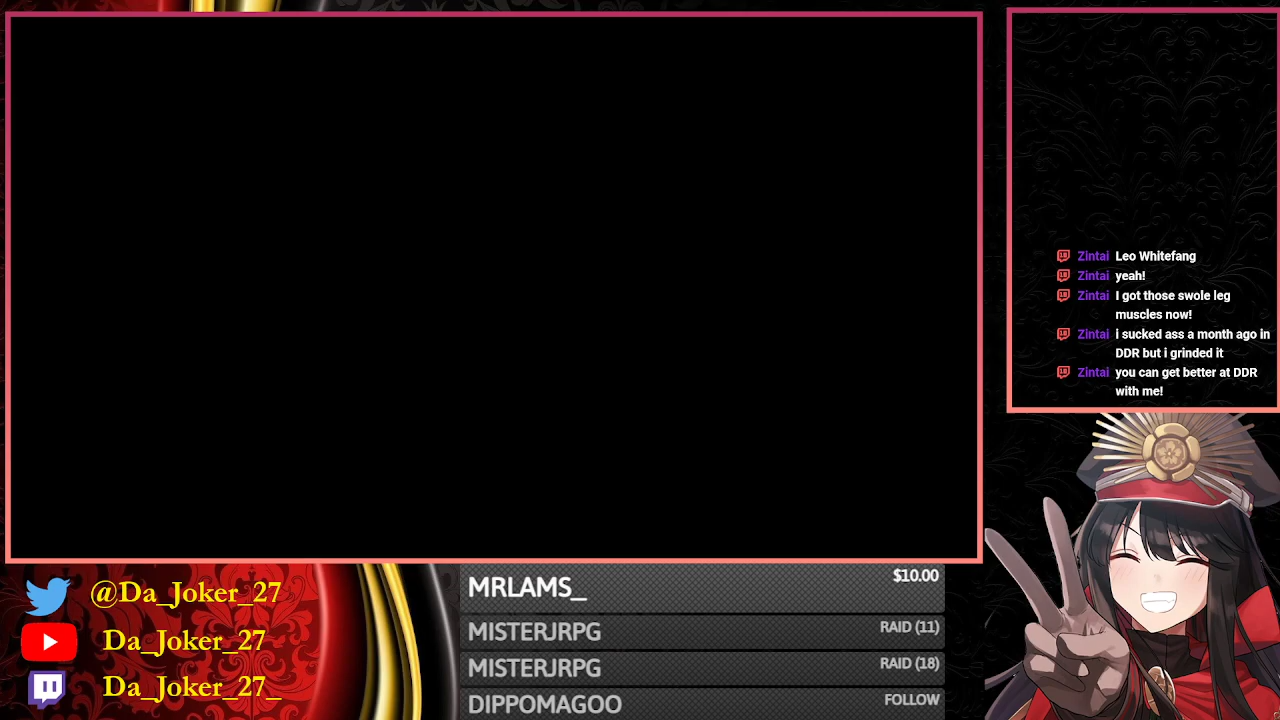 Zintai Leo Whitefang
Zintai yeah!
Zintai I got those swole leg
muscles now!
Zintai i sucked ass a month ago in
DDR but i grinded it
Zintai you can get better at DDR
with me!
@Da_Joker_27
Da_Joker_27
Da_Joker_27_
MRLAMS_ $10.00
MISTERJRPG RAID (11)
MISTERJRPG RAID (18)
DIPPOMAGOO FOLLOW